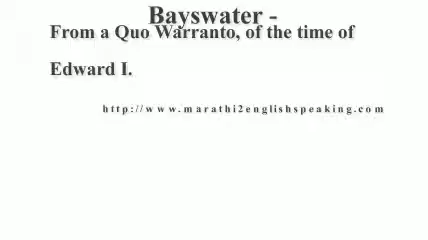 Bayswater -
From a Quo Warranto, of the time of
Edward I.
http://www.marathi2englishspeaking.com